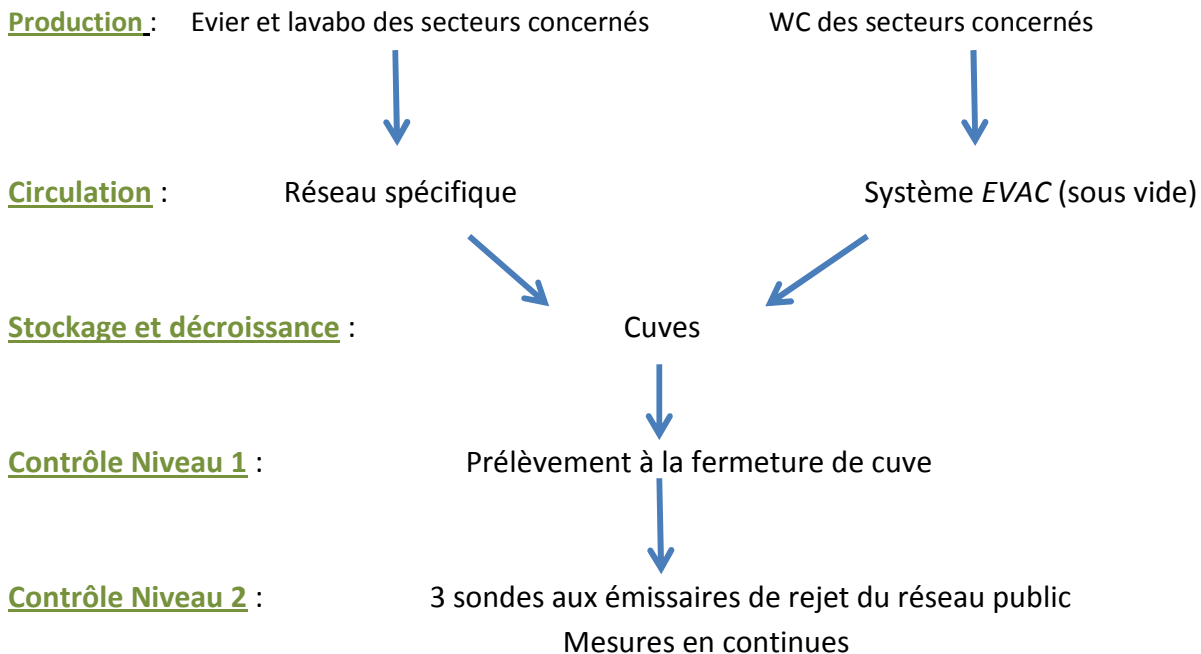 Production : Evier et lavabo des secteurs concernés WC des secteurs concernés
Circulation : Réseau spécifique Système EVAC (sous vide)
Stockage et décroissance : Cuves
Contrôle Niveau 1 : Prélèvement à la fermeture de cuve
Contrôle Niveau 2 : 3 sondes aux émissaires de rejet du réseau public
Mesures en continues